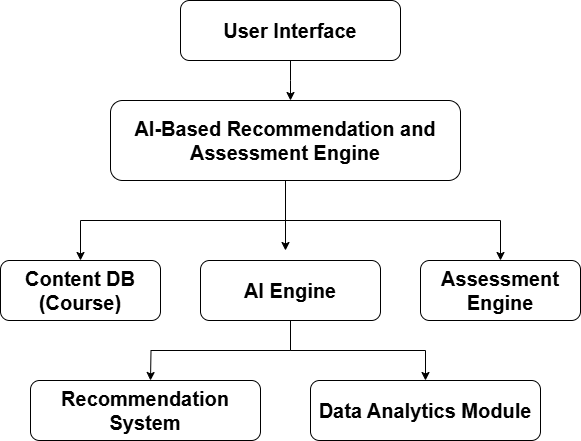 User Interface
AI-Based Recommendation and
Assessment Engine
Content DB
(Course)
AI Engine
Assessment
Engine
Recommendation
System
Data Analytics Module